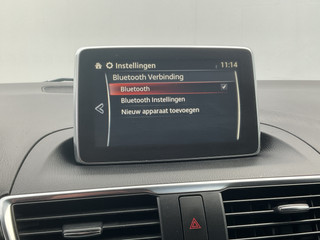 Instellingen 11:14
Bluetooth Verbinding
Bluetooth
Bluetooth Instellingen
Nieuw apparaat toevoegen